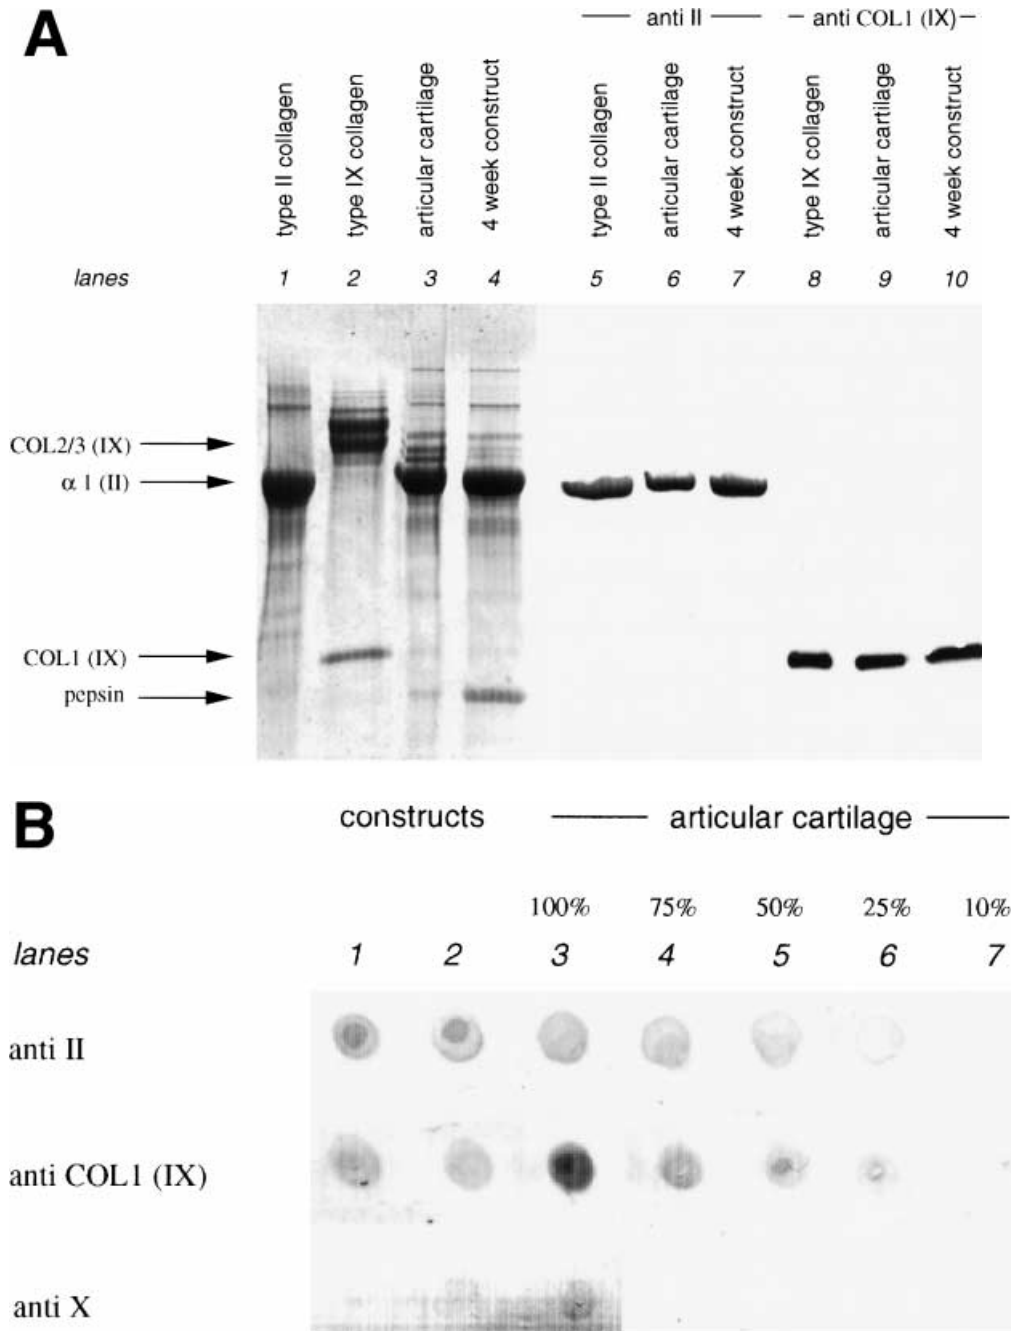 A
anti II
anti COL1 (IX)
type II collagen
type IX collagen
articular cartilage
4 week construct
type II collagen
articular cartilage
4 week construct
type IX collagen
articular cartilage
4 week construct
lanes 1 2 3 4 5 6 7 8 9 10
COL2/3 (IX)
α 1 (II)
COL1 (IX)
pepsin
B
constructs articular cartilage
100% 75% 50% 25% 10%
lanes 1 2 3 4 5 6 7
anti II
anti COL1 (IX)
anti X